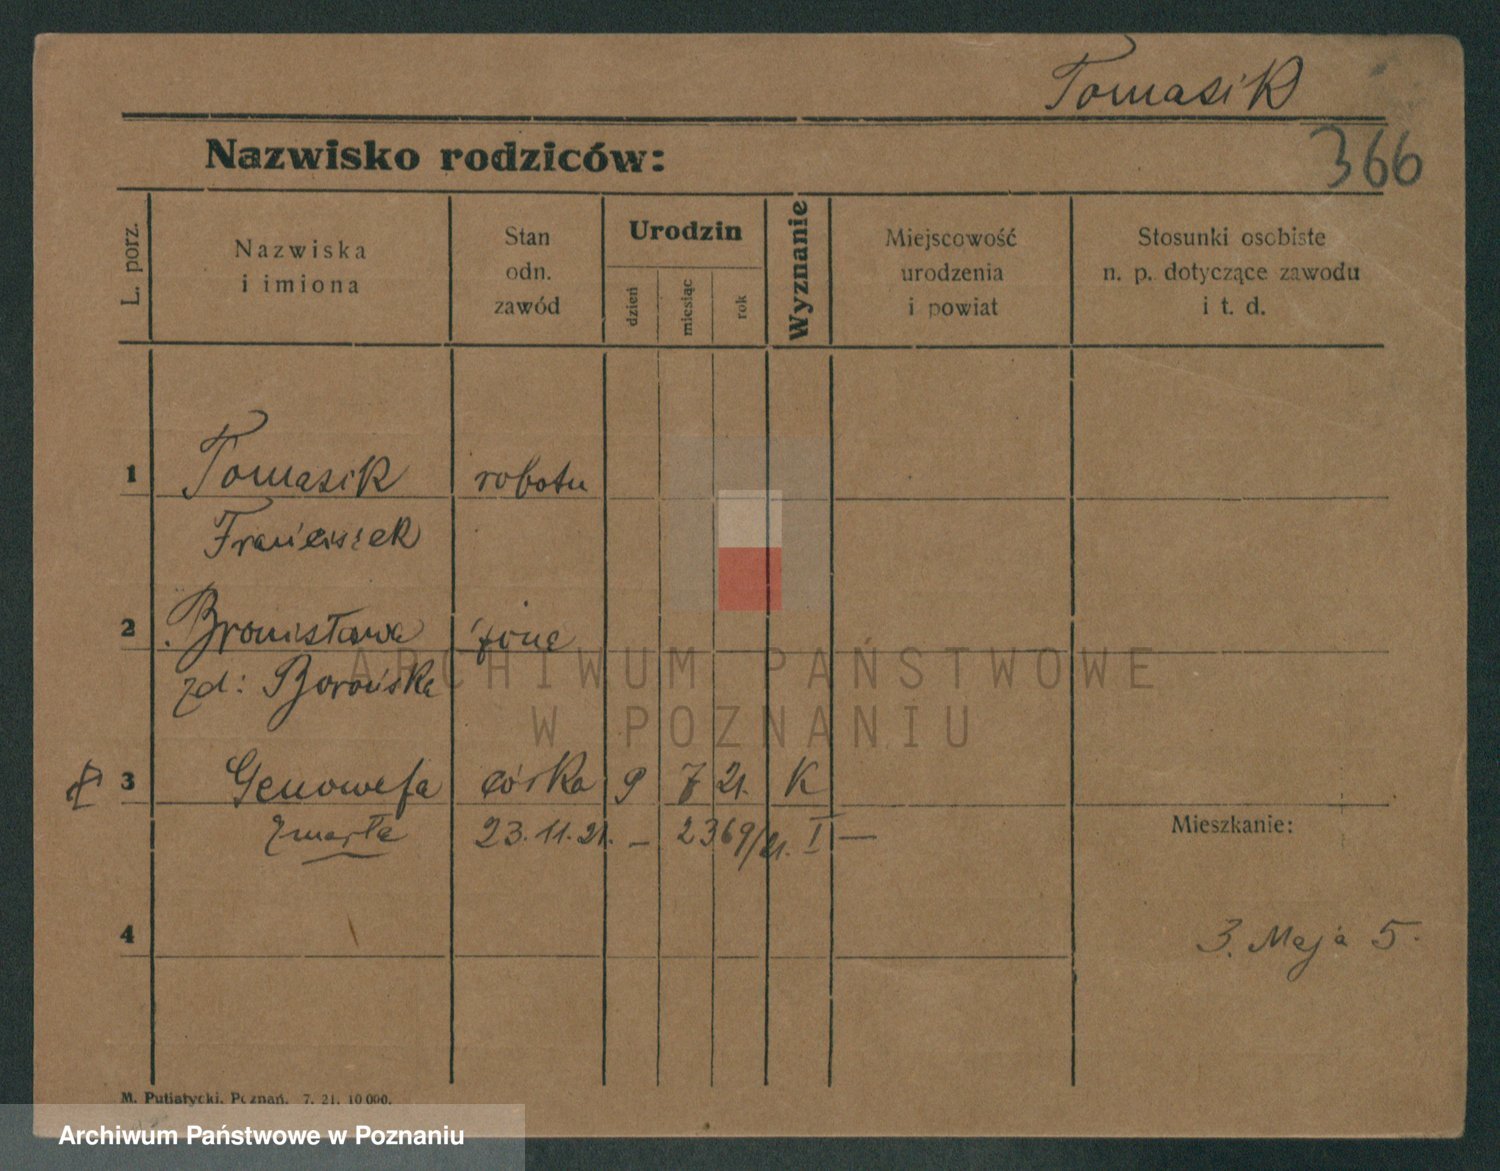 Tomasik
Nazwisko rodziców:
366
L. porz.
Nazwiska
i imiona
Stan
odn.
zawód
Urodzin
dzień
miesiąc
rok
Wyznanie
Miejscowość
urodzenia
i powiat
Stosunki osobiste
n. p. dotyczące zawodu
i t. d.
1 Tomasik robotn
Franciszek
2 Bronisława żona
zd: Borońska
3 Genowefa córka 9 7 21. K
zmarła 23.11.21. – 2369/21. I –
Mieszkanie:
4
3. Maja 5.
M. Putiatycki, Poznań. 7. 21. 10 000.
ARCHIWUM PAŃSTWOWE
W POZNANIU
Archiwum Państwowe w Poznaniu